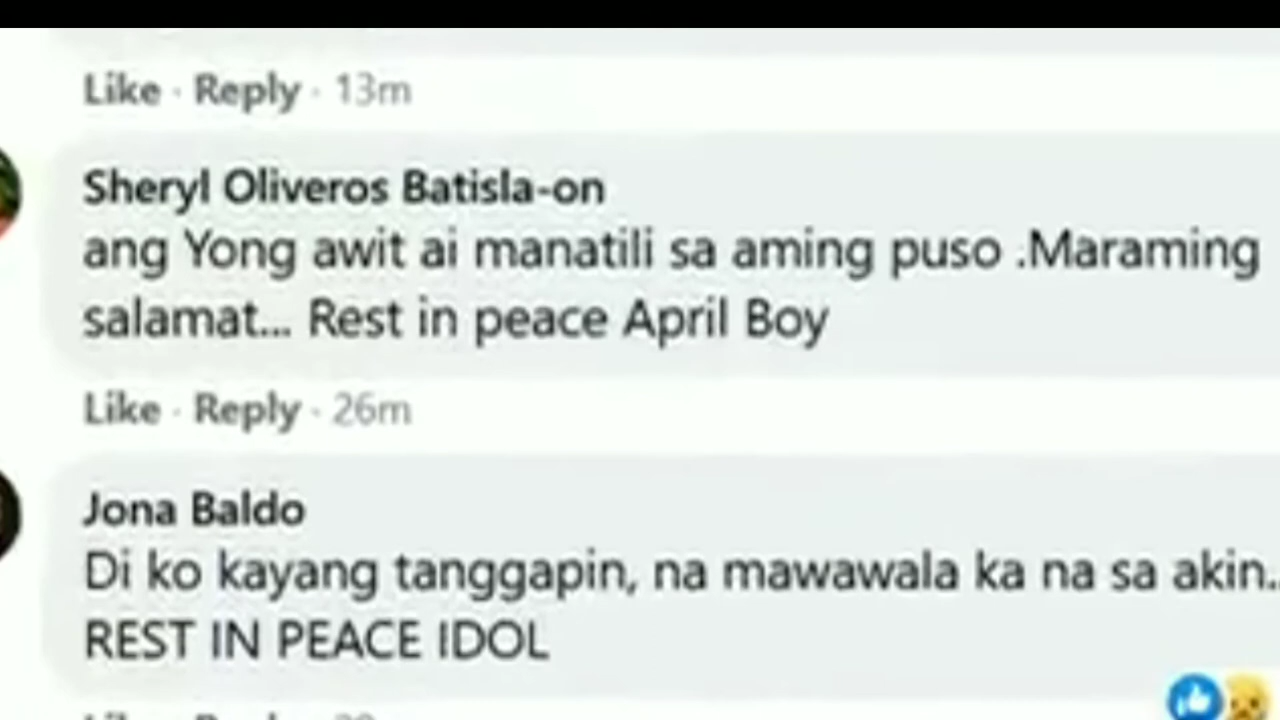 Like · Reply · 13m
Sheryl Oliveros Batisla-on
ang Yong awit ai manatili sa aming puso .Maraming
salamat... Rest in peace April Boy
Like · Reply · 26m
Jona Baldo
Di ko kayang tanggapin, na mawawala ka na sa akin..
REST IN PEACE IDOL
Like · Reply ·